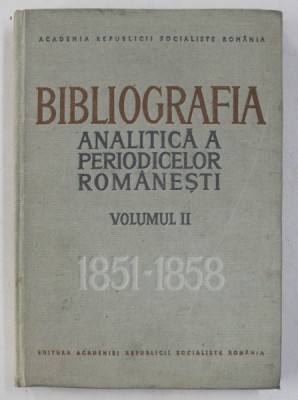 ACADEMIA REPUBLICII SOCIALISTE ROMÂNIA
BIBLIOGRAFIA
ANALITICĂ A
PERIODICELOR
ROMÂNEȘTI
VOLUMUL II
1851-1858
EDITURA ACADEMIEI REPUBLICII SOCIALISTE ROMÂNIA